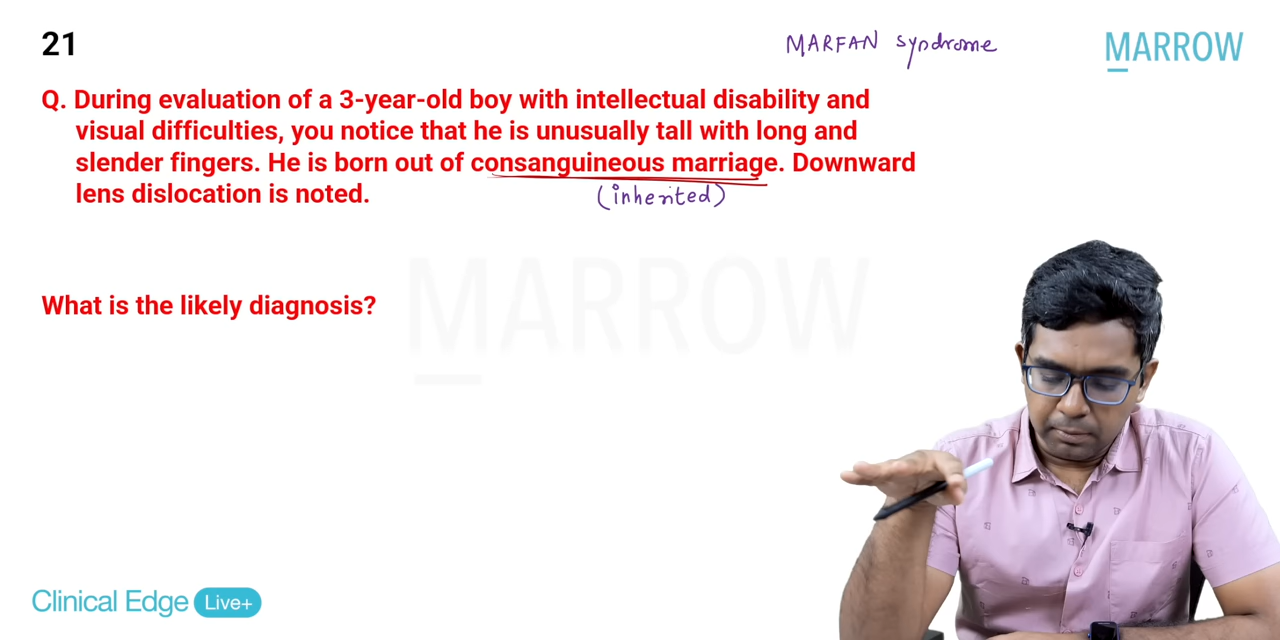 21
MARFAN syndrome
MARROW
Q. During evaluation of a 3-year-old boy with intellectual disability and
visual difficulties, you notice that he is unusually tall with long and
slender fingers. He is born out of consanguineous marriage. Downward
lens dislocation is noted.
(inherited)
MARROW
What is the likely diagnosis?
Clinical Edge Live+